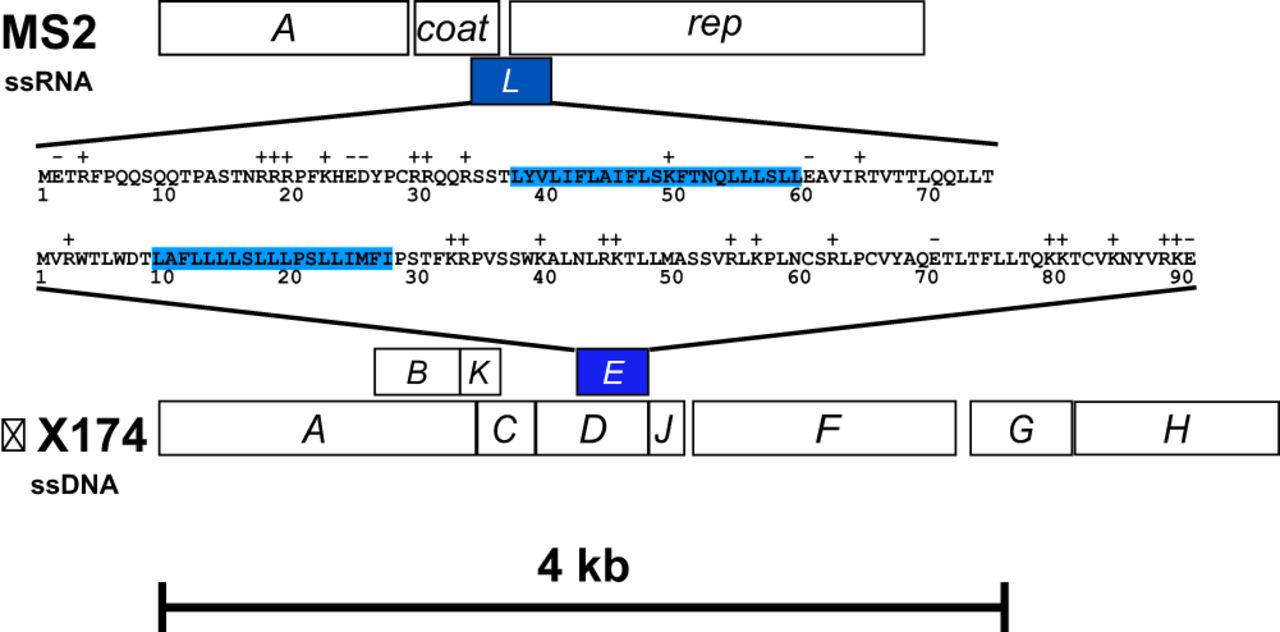 MS2 A coat rep
ssRNA L
- + +++ + -- ++ + + - +
METRFPQQSQQTPASTNRRRPFKHEDYPCRRQQRSSTLYVLIFLAIFLSKFTNQLLLSLLEAVIRTVTTLQQLLT
1 10 20 30 40 50 60 70
+ ++ + ++ + + + - ++ + ++-
MVRWTLWDTLAFLLLLSLLLPSLLIMFIPSTFKRPVSSWKALNLRKTLLMASSVRLKPLNCSRLPCVYAQETLTFLLTQKKTCVKNYVRKE
1 10 20 30 40 50 60 70 80 90
B K E
X174 A C D J F G H
ssDNA
4 kb